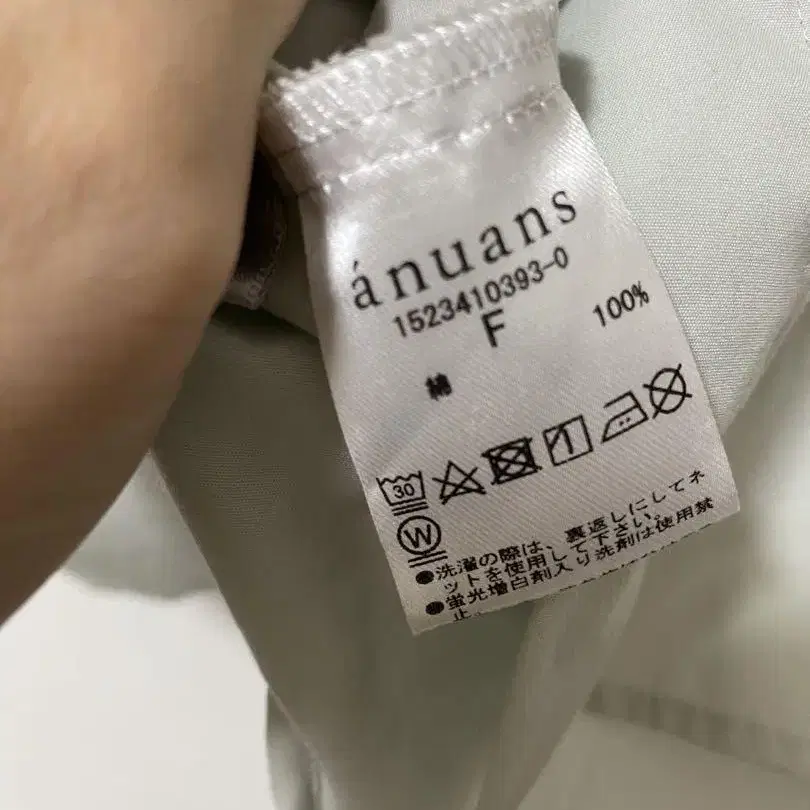 ánuans
1523410393-0
F
綿 100%
30
1
W
●洗濯の際は、裏返しにしてネ
ットを使用して下さい。
●蛍光増白剤入り洗剤は使用禁
止。